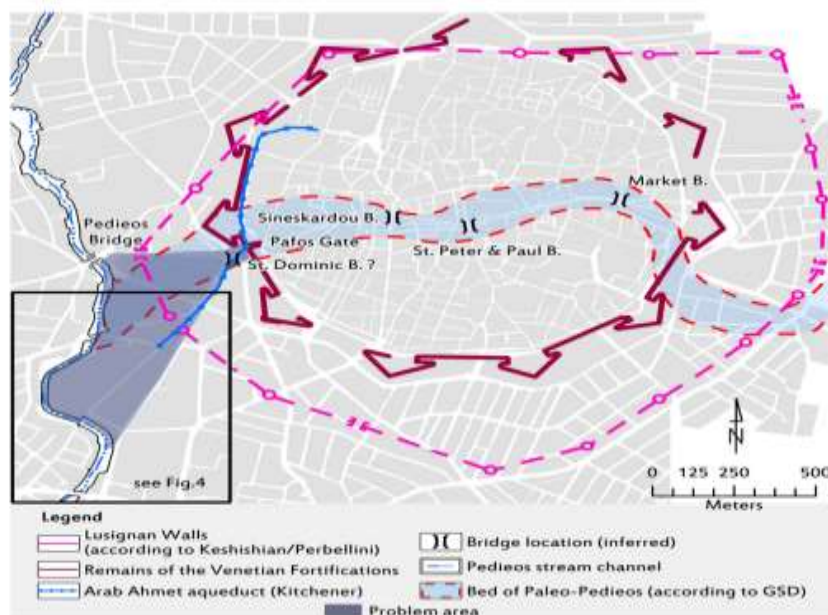 Market B.
Pedieos
Bridge
Sineskardou B.
Pafos Gate
St. Peter & Paul B.
St. Dominic B. ?
see Fig.4
N
0 125 250 500
Meters
Legend
Lusignan Walls
(according to Keshishian/Perbellini)
Remains of the Venetian Fortifications
Arab Ahmet aqueduct (Kitchener)
Bridge location (inferred)
Pedieos stream channel
Bed of Paleo-Pedieos (according to GSD)
Problem area